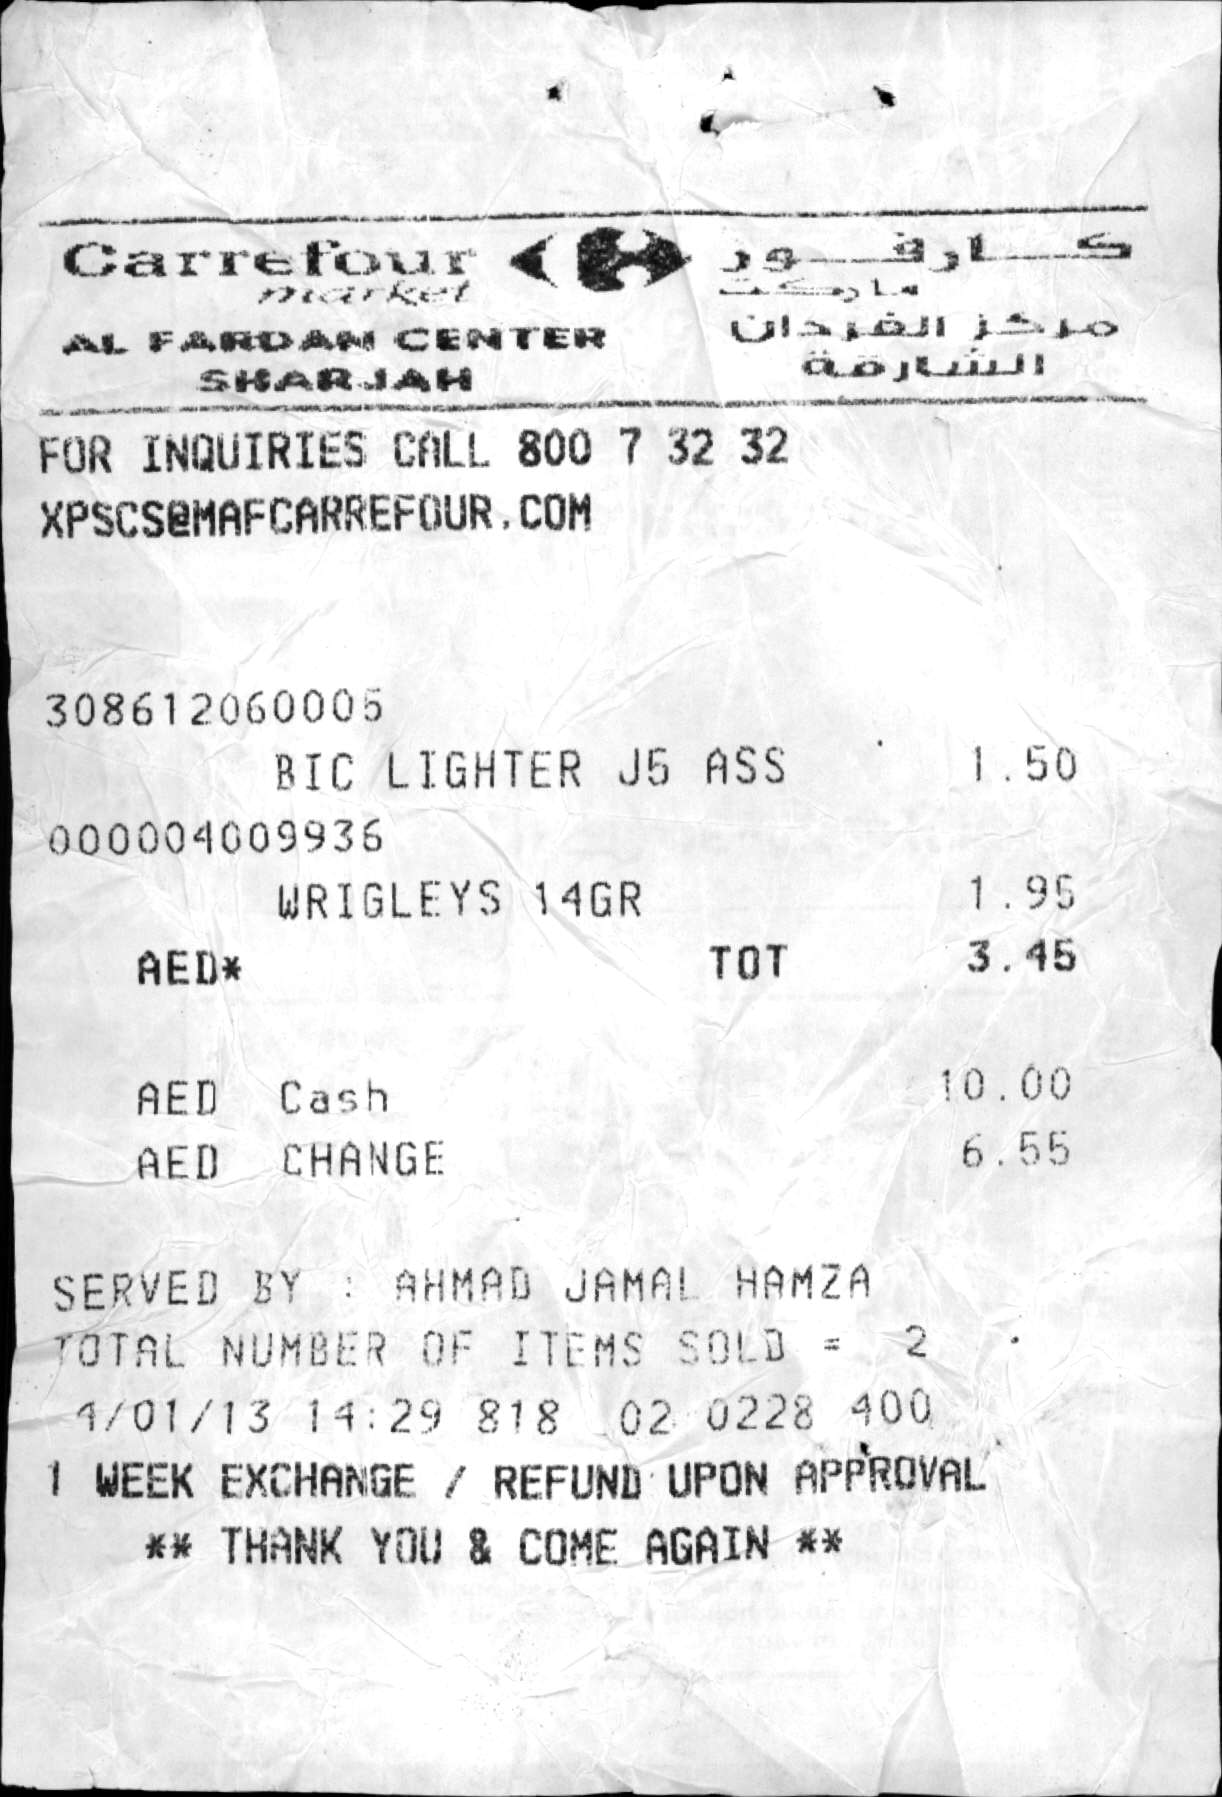 Carrefour
market
AL FARDAN CENTER
SHARJAH
كارفور
ماركت
مركز الفردان
الشارقة
FOR INQUIRIES CALL 800 7 32 32
XPSCS@MAFCARREFOUR.COM
308612060005
BIC LIGHTER J5 ASS 1.50
000004009936
WRIGLEYS 14GR 1.95
AED* TOT 3.45
AED Cash 10.00
AED CHANGE 6.55
SERVED BY : AHMAD JAMAL HAMZA
TOTAL NUMBER OF ITEMS SOLD = 2
4/01/13 14:29 818 02 0228 400
1 WEEK EXCHANGE / REFUND UPON APPROVAL
** THANK YOU & COME AGAIN **